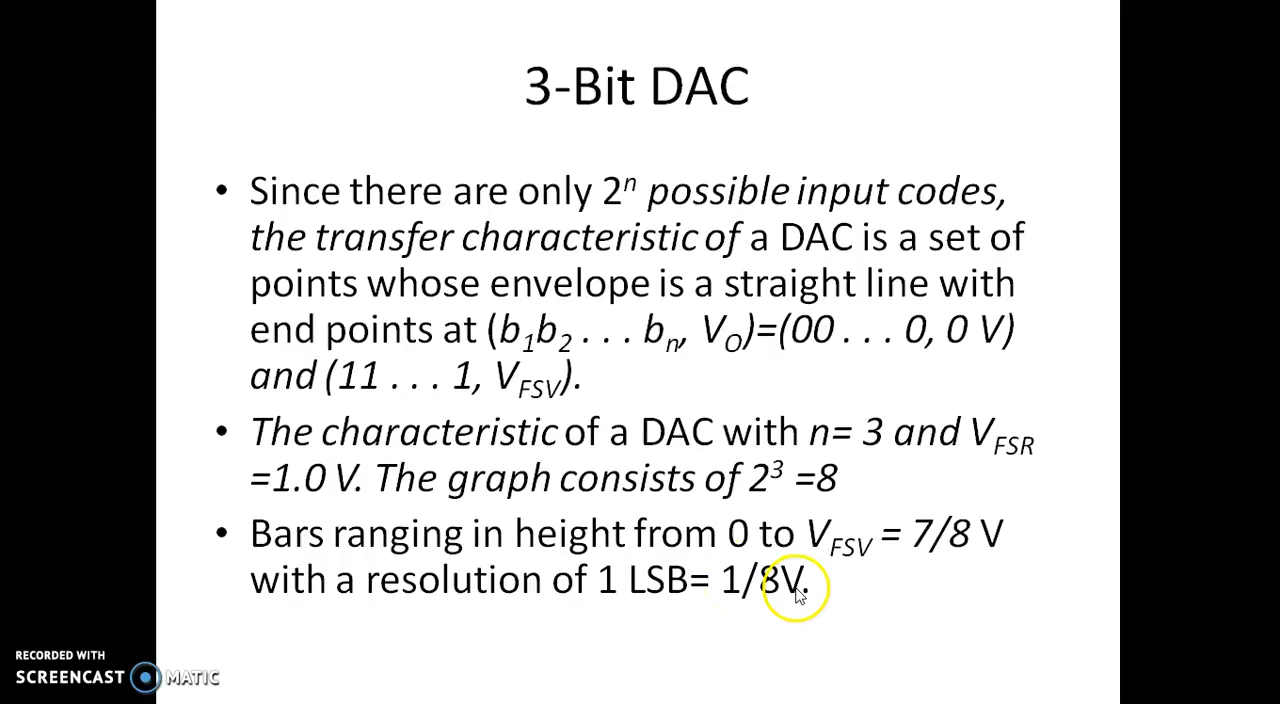 3-Bit DAC
• Since there are only 2ⁿ possible input codes,
the transfer characteristic of a DAC is a set of
points whose envelope is a straight line with
end points at (b₁b₂ . . . bₙ, V_O)=(00 . . . 0, 0 V)
and (11 . . . 1, V_FSV).
• The characteristic of a DAC with n= 3 and V_FSR
=1.0 V. The graph consists of 2³ =8
• Bars ranging in height from 0 to V_FSV = 7/8 V
with a resolution of 1 LSB= 1/8V.
RECORDED WITH
SCREENCAST MATIC